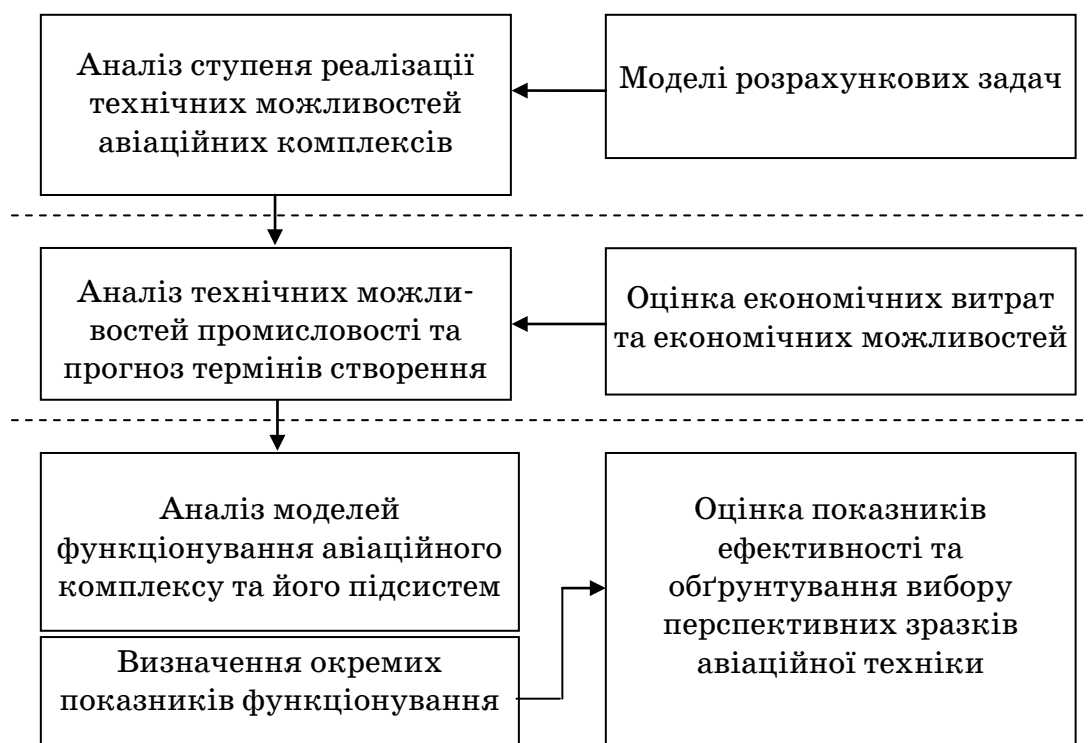 Аналіз ступеня реалізації
технічних можливостей
авіаційних комплексів
Моделі розрахункових задач
Аналіз технічних можли-
востей промисловості та
прогноз термінів створення
Оцінка економічних витрат
та економічних можливостей
Аналіз моделей
функціонування авіаційного
комплексу та його підсистем
Визначення окремих
показників функціонування
Оцінка показників
ефективності та
обґрунтування вибору
перспективних зразків
авіаційної техніки